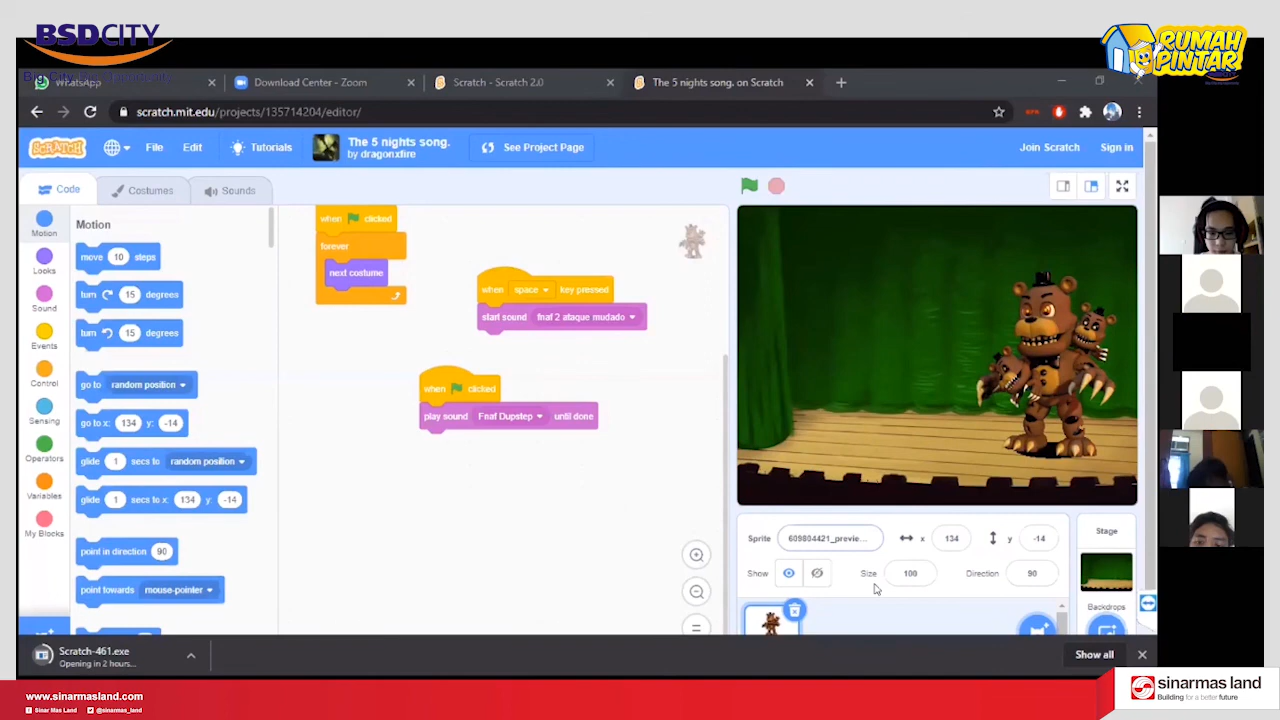 BSDCITY
RUMAH
PINTAR
WhatsApp
Download Center - Zoom
Scratch - Scratch 2.0
The 5 nights song. on Scratch
scratch.mit.edu/projects/135714204/editor/
SCRATCH
File
Edit
Tutorials
The 5 nights song.
by dragonxfire
See Project Page
Join Scratch
Sign in
Code
Costumes
Sounds
Motion
Looks
Sound
Events
Control
Sensing
Operators
Variables
My Blocks
Motion
move 10 steps
turn 15 degrees
turn 15 degrees
go to random position
go to x: 134 y: -14
glide 1 secs to random position
glide 1 secs to x: 134 y: -14
point in direction 90
point towards mouse-pointer
when clicked
forever
next costume
when space key pressed
start sound fnaf 2 ataque mudado
when clicked
play sound Fnaf Dupstep until done
Sprite 609804421_previe... x 134 y -14
Show Size 100 Direction 90
Stage
Backdrops
Scratch-461.exe
Opening in 2 hours...
Show all
www.sinarmasland.com
Sinar Mas Land @sinarmas_land
sinarmas land
Building for a better future